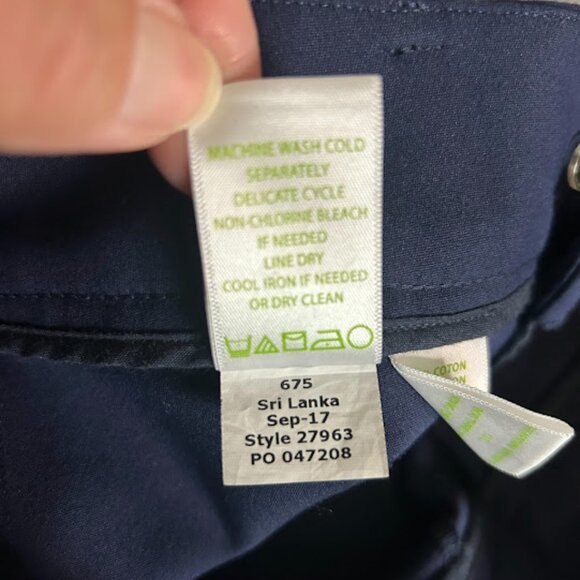 MACHINE WASH COLD
SEPARATELY
DELICATE CYCLE
NON-CHLORINE BLEACH
IF NEEDED
LINE DRY
COOL IRON IF NEEDED
OR DRY CLEAN
675
Sri Lanka
Sep-17
Style 27963
PO 047208
COTON